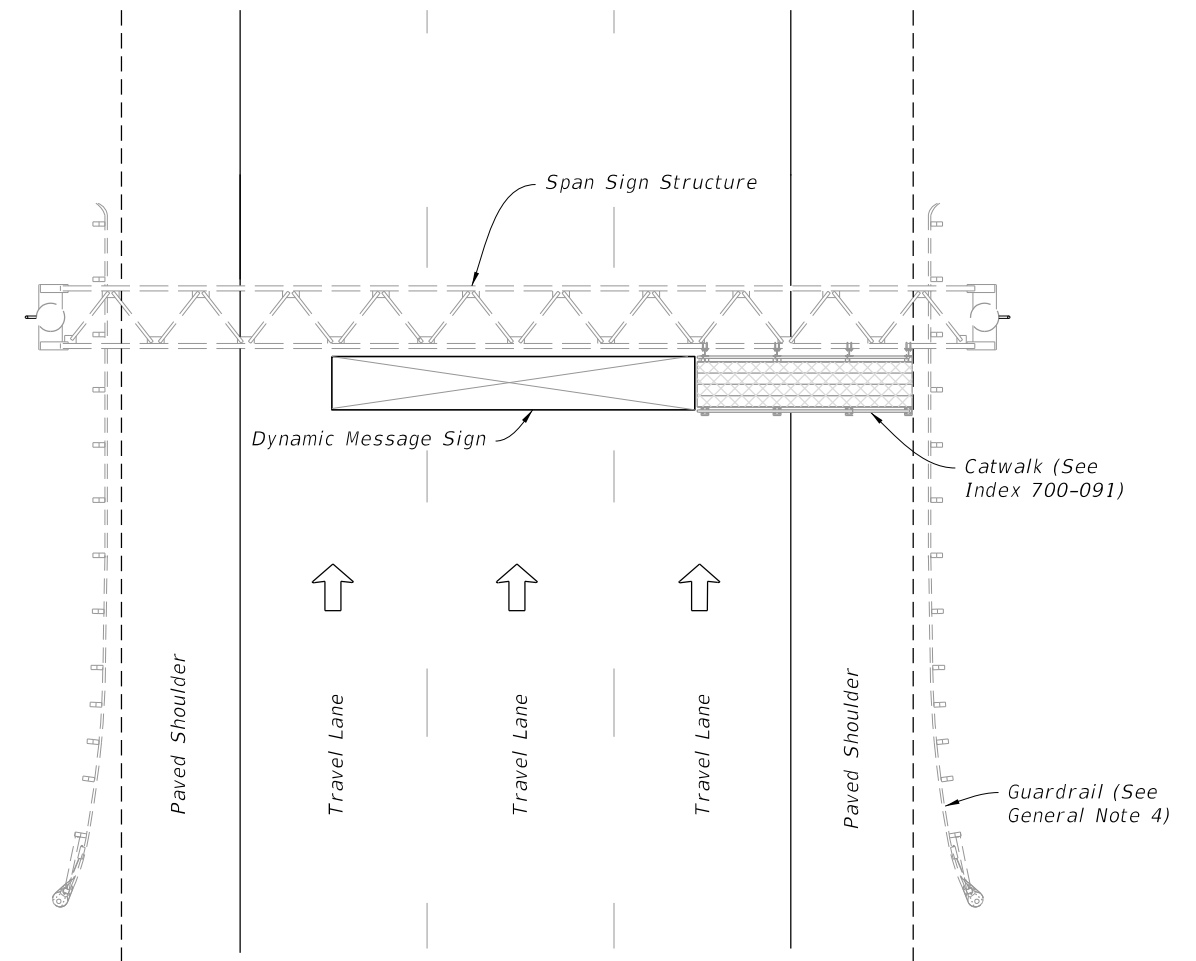 Span Sign Structure
Dynamic Message Sign
Catwalk (See
Index 700-091)
Paved Shoulder
Travel Lane
Travel Lane
Travel Lane
Paved Shoulder
Guardrail (See
General Note 4)